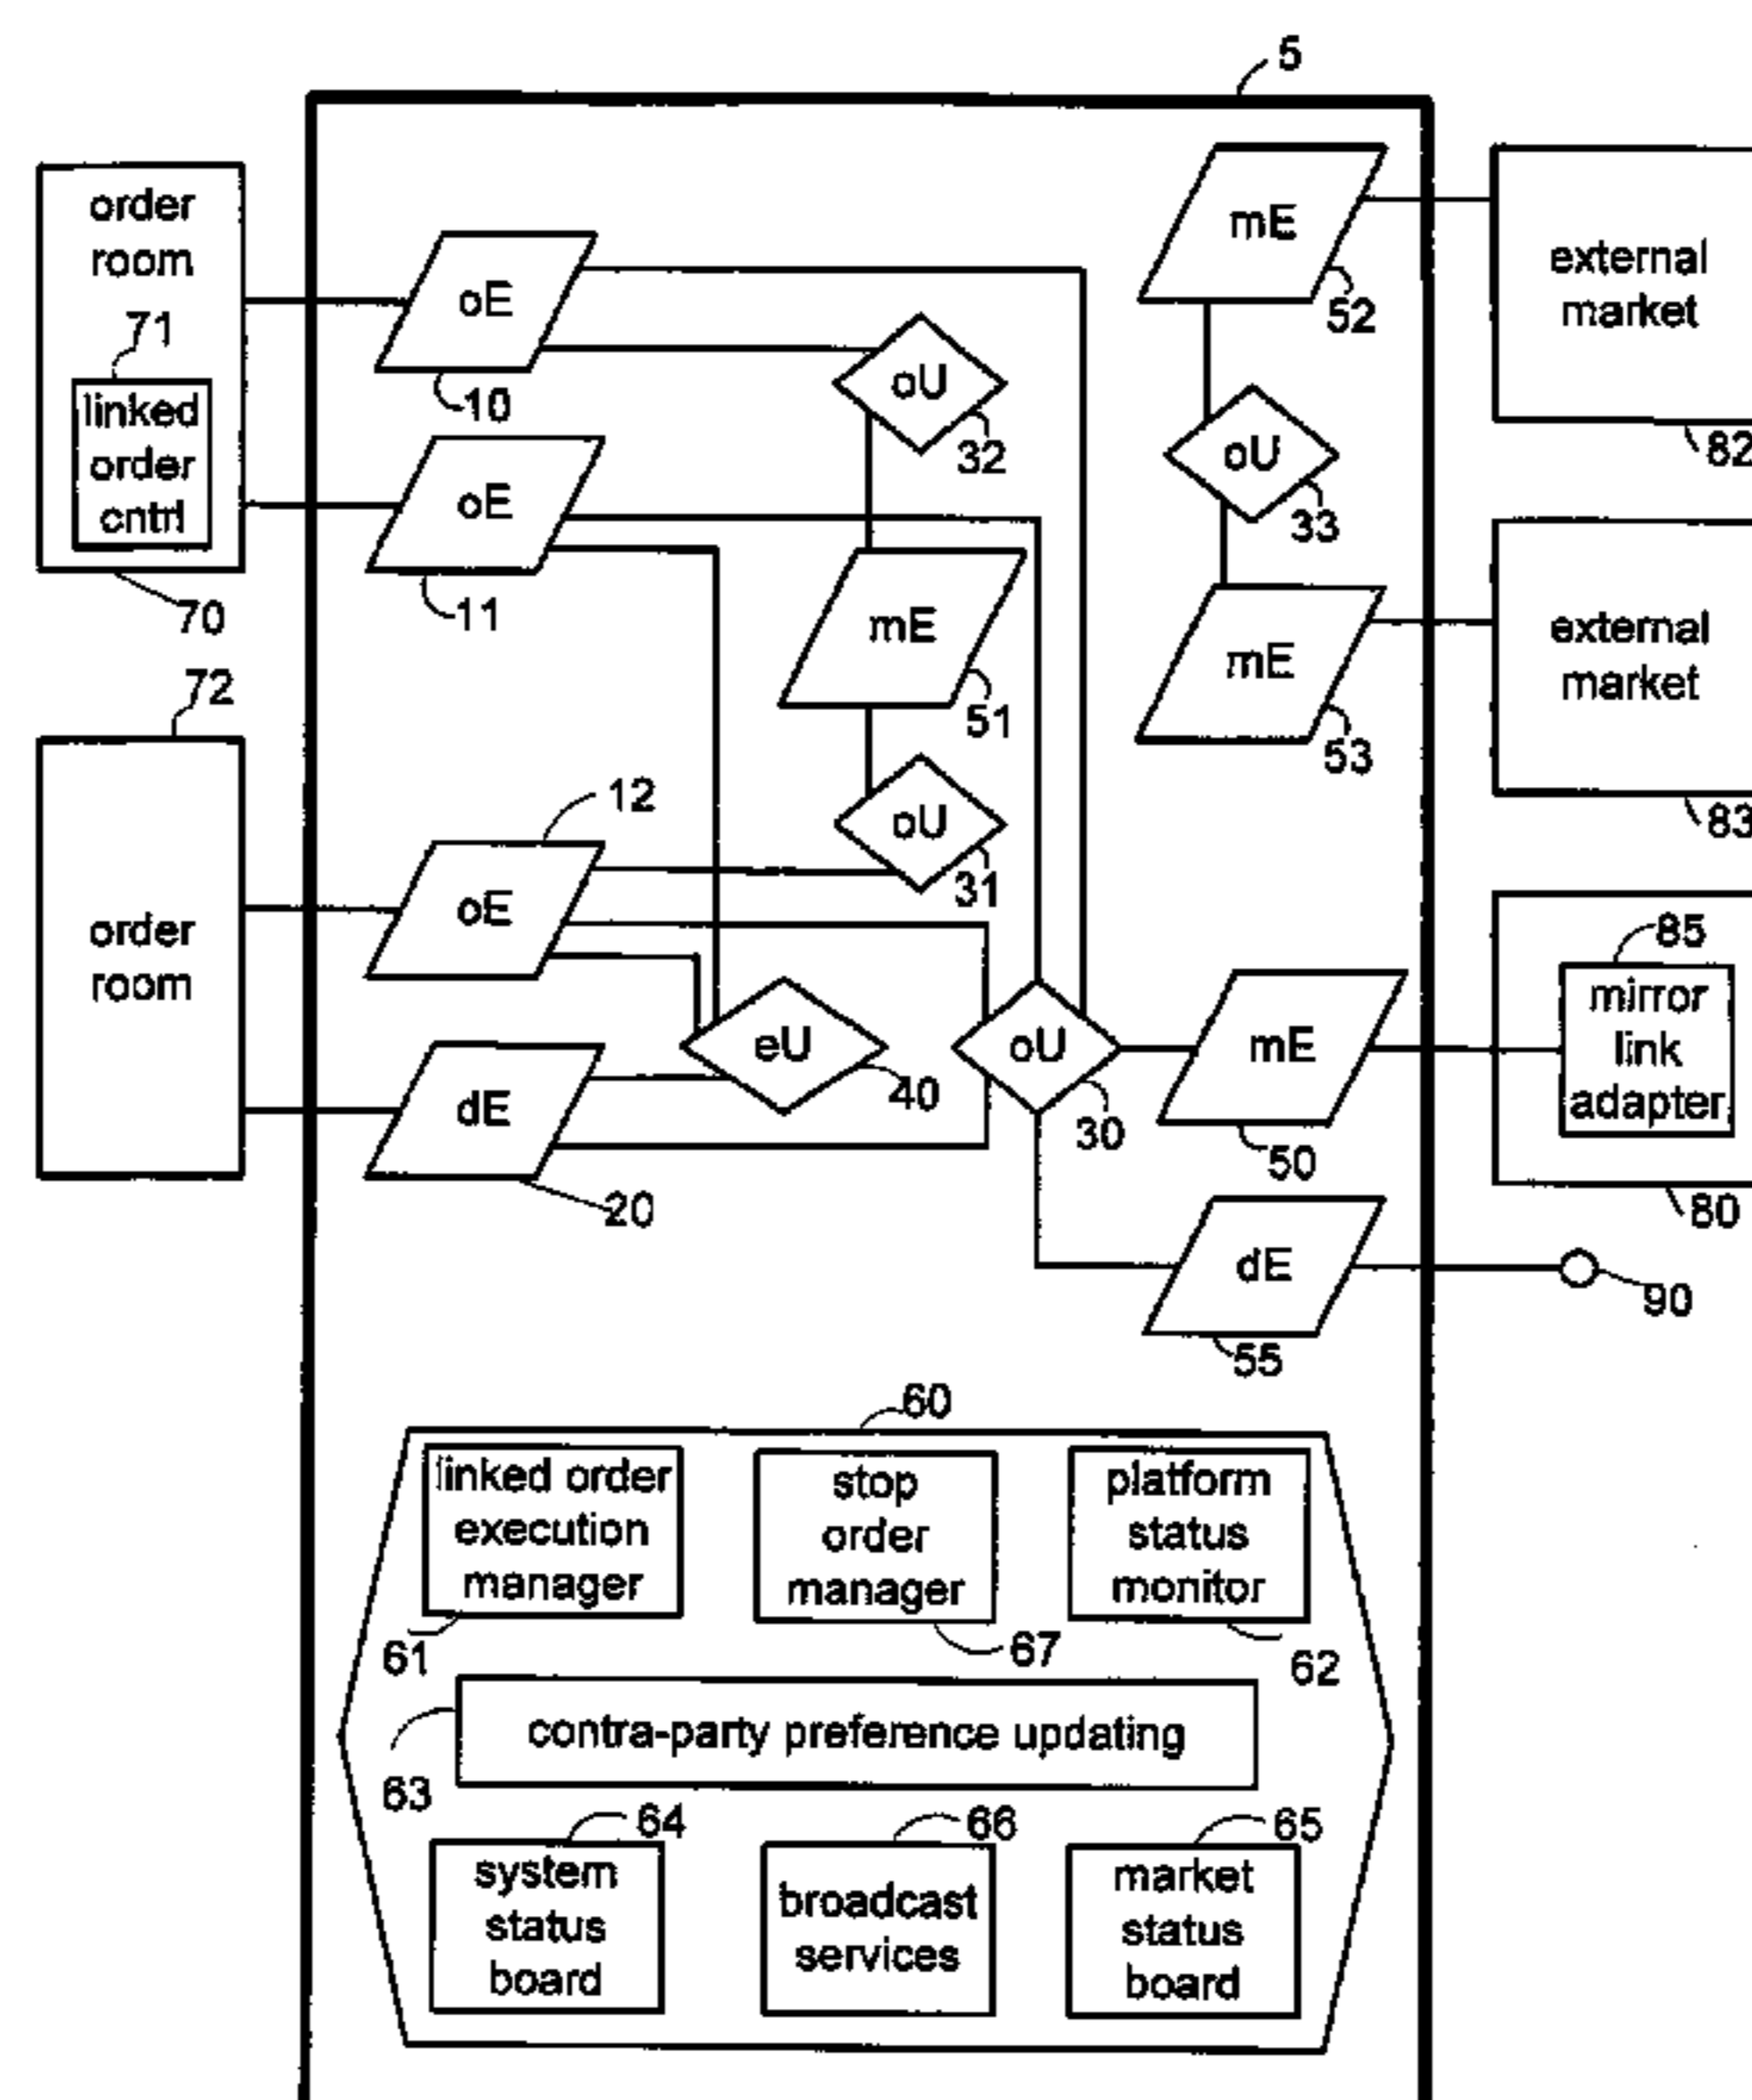 5
order
room
71
linked
order
cntrl
70
oE
10
oE
11
oU
32
mE
52
external
market
82
oU
33
mE
51
mE
53
external
market
83
72
order
room
12
oE
oU
31
dE
20
eU
40
oU
30
mE
50
85
mirror
link
adapter
80
dE
55
90
60
linked order
execution
manager
61
stop
order
manager
67
platform
status
monitor
62
contra-party preference updating
63
64
system
status
board
66
broadcast
services
65
market
status
board